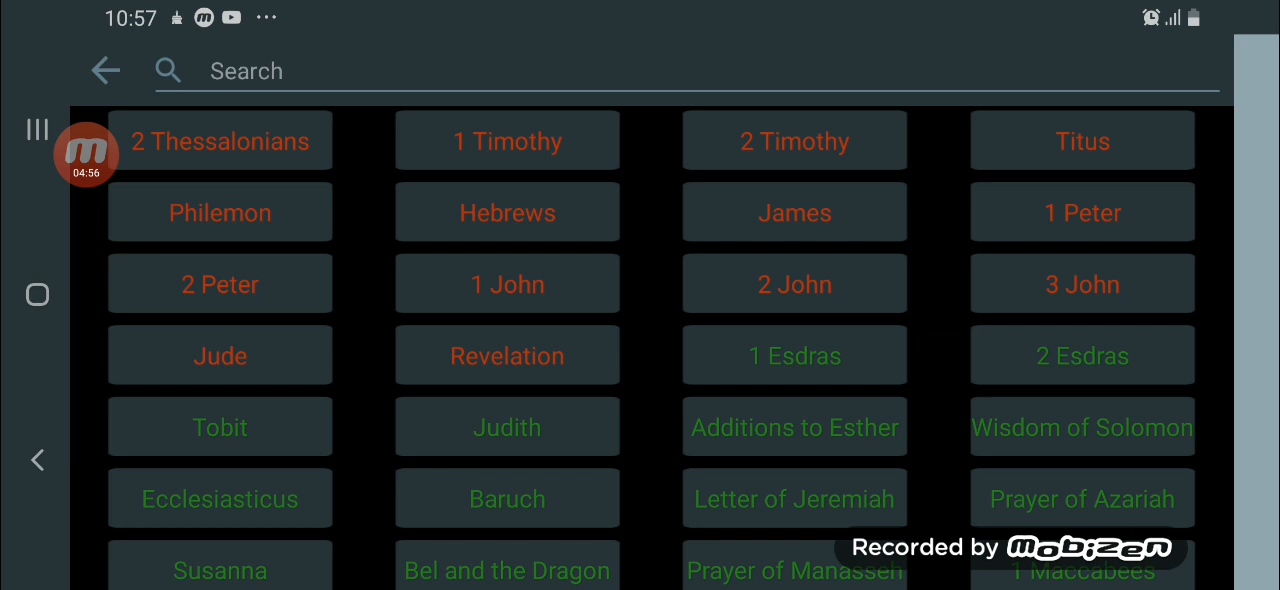 10:57
Search
2 Thessalonians 1 Timothy 2 Timothy Titus
04:56
Philemon Hebrews James 1 Peter
2 Peter 1 John 2 John 3 John
Jude Revelation 1 Esdras 2 Esdras
Tobit Judith Additions to Esther Wisdom of Solomon
Ecclesiasticus Baruch Letter of Jeremiah Prayer of Azariah
Recorded by mobizen
Susanna Bel and the Dragon Prayer of Manasseh 1 Maccabees